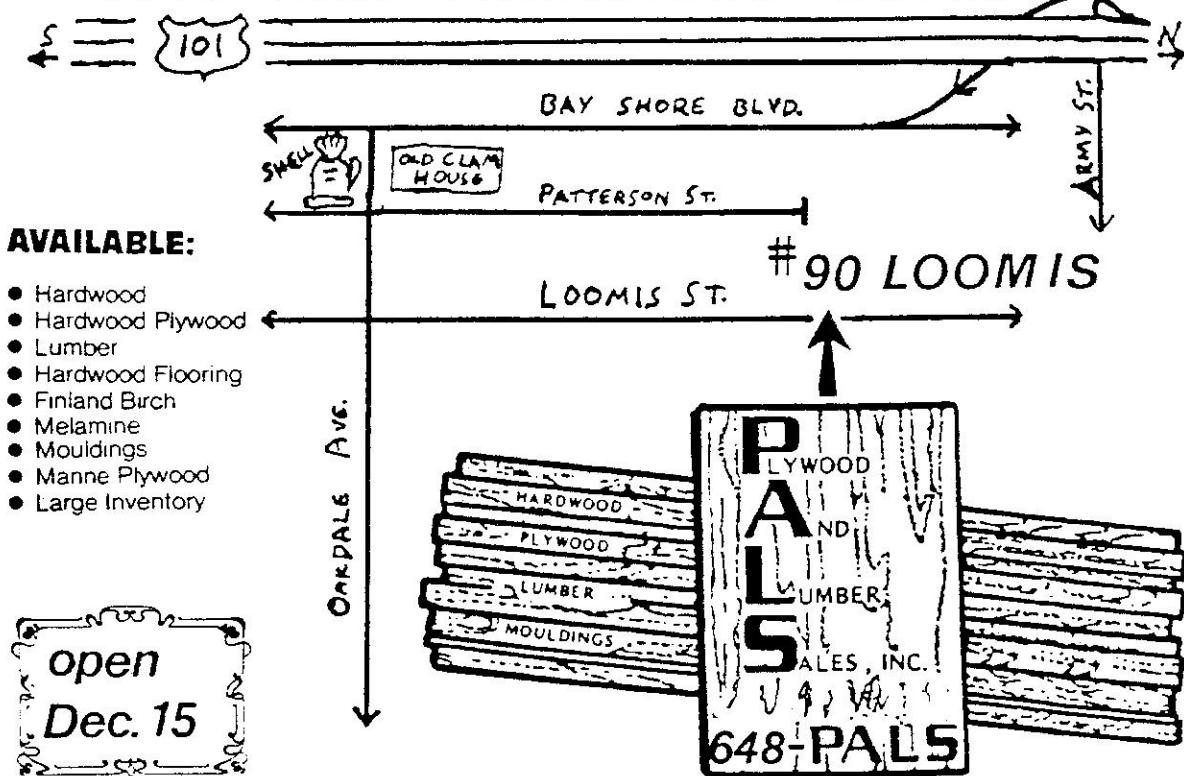 S
101
N
BAY SHORE BLVD.
ARMY ST.
SHELL
OLD CLAM
HOUSE
PATTERSON ST.
AVAILABLE:
● Hardwood
● Hardwood Plywood
● Lumber
● Hardwood Flooring
● Finland Birch
● Melamine
● Mouldings
● Manne Plywood
● Large Inventory
#90 LOOMIS
LOOMIS ST.
OAKDALE AVE.
HARDWOOD
PLYWOOD
LUMBER
MOULDINGS
PLYWOOD
AND
LUMBER
SALES, INC.
648-PALS
open
Dec. 15